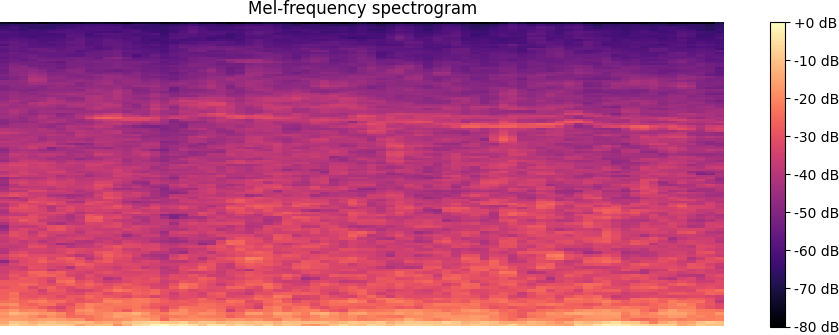 Mel-frequency spectrogram
+0 dB
-10 dB
-20 dB
-30 dB
-40 dB
-50 dB
-60 dB
-70 dB
-80 dB